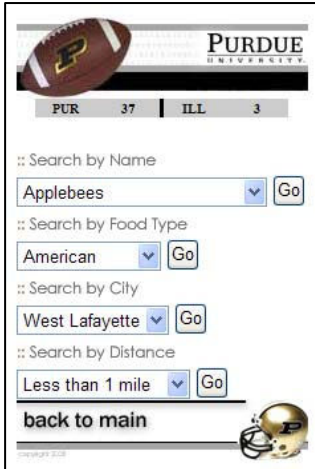 P
PURDUE
UNIVERSITY
PUR 37 ILL 3
:: Search by Name
Applebees Go
:: Search by Food Type
American Go
:: Search by City
West Lafayette Go
:: Search by Distance
Less than 1 mile Go
back to main
P